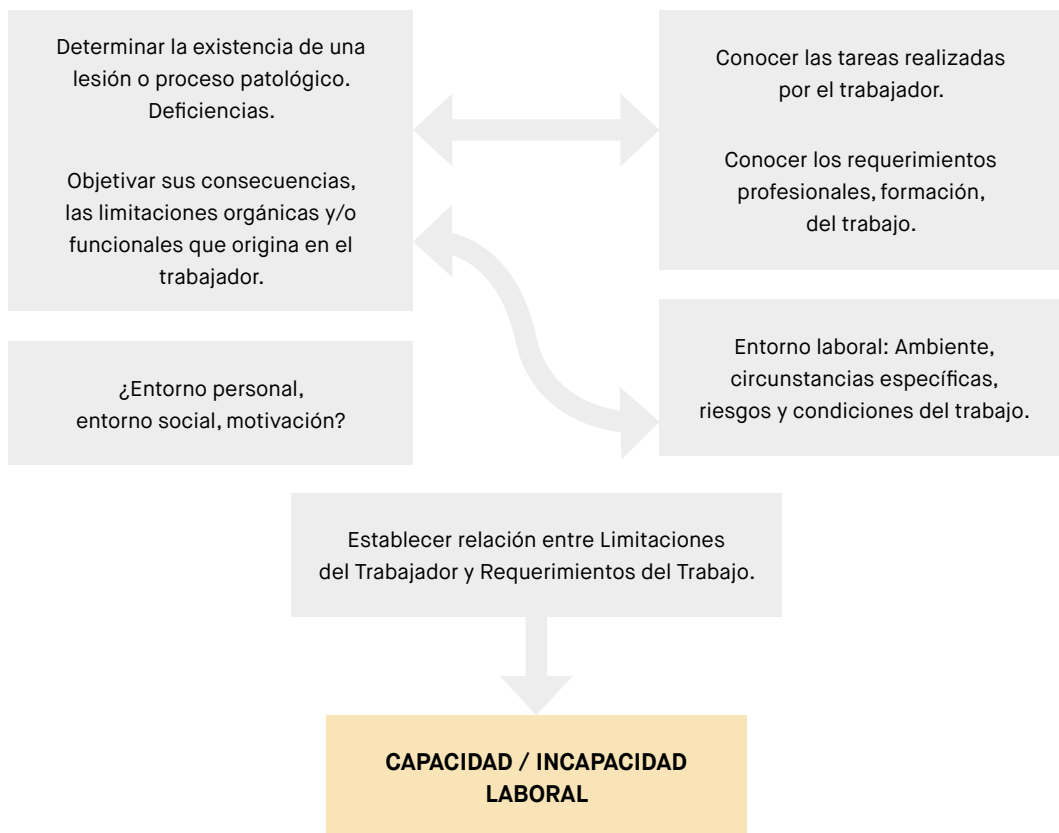 Determinar la existencia de una
lesión o proceso patológico.
Deficiencias.
Objetivar sus consecuencias,
las limitaciones orgánicas y/o
funcionales que origina en el
trabajador.
¿Entorno personal,
entorno social, motivación?
Conocer las tareas realizadas
por el trabajador.
Conocer los requerimientos
profesionales, formación,
del trabajo.
Entorno laboral: Ambiente,
circunstancias específicas,
riesgos y condiciones del trabajo.
Establecer relación entre Limitaciones
del Trabajador y Requerimientos del Trabajo.
CAPACIDAD / INCAPACIDAD
LABORAL